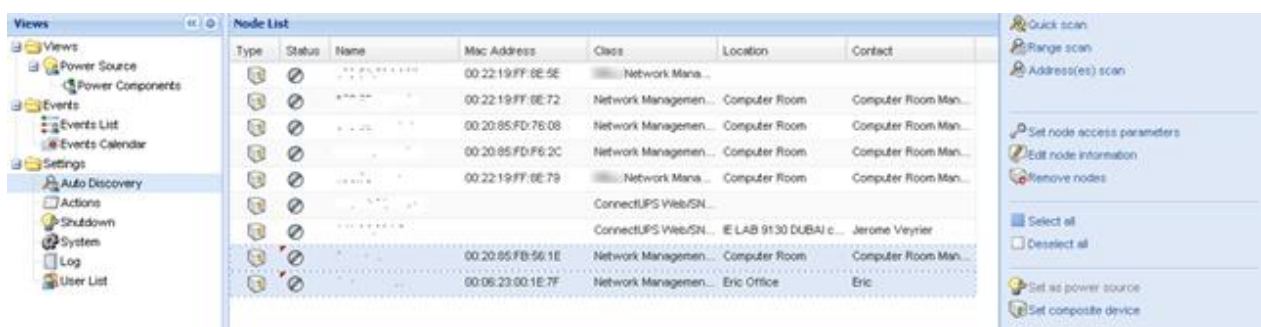 Views
Views
Power Source
Power Components
Events
Events List
Events Calendar
Settings
Auto Discovery
Actions
Shutdown
System
Log
User List
Node List
Type Status Name Mac Address Class Location Contact
00:22:19:FF:8E:5E Network Mana...
00:22:19:FF:0E:72 Network Managemen... Computer Room Computer Room Man...
00:20:85:FD:76:08 Network Managemen... Computer Room Computer Room Man...
00:20:85:FD:F6:2C Network Managemen... Computer Room Computer Room Man...
00:22:19:FF:0E:79 Network Mana... Computer Room Computer Room Man...
ConnectUPS Web/SN...
ConnectUPS Web/SN... IE LAB 9130 DUBAI c... Jerome Veyrier
00:20:85:FB:56:1E Network Managemen... Computer Room Computer Room Man...
00:06:23:00:1E:7F Network Managemen... Eric Office Eric
Quick scan
Range scan
Address(es) scan
Set node access parameters
Edit node information
Remove nodes
Select all
Deselect all
Set as power source
Set composite device